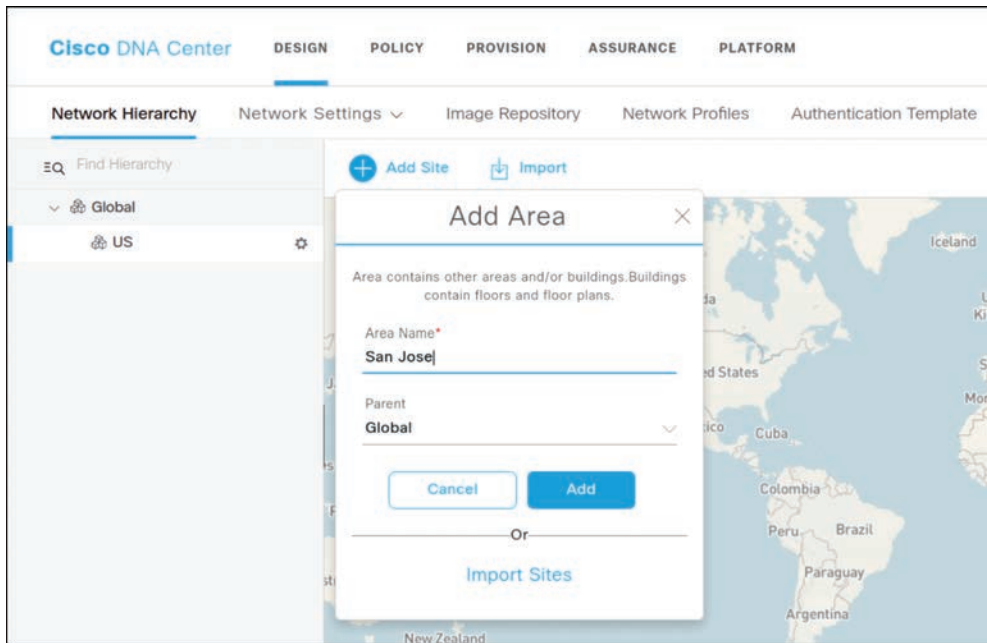 Cisco DNA Center DESIGN POLICY PROVISION ASSURANCE PLATFORM
Network Hierarchy Network Settings Image Repository Network Profiles Authentication Template
Find Hierarchy
Add Site Import
Global
US
Add Area
Area contains other areas and/or buildings.Buildings
contain floors and floor plans.
Area Name*
San Jose
Parent
Global
Cancel Add
Or
Import Sites
Iceland
ed States
Cuba
Colombia
Peru
Brazil
Paraguay
Argentina
New Zealand